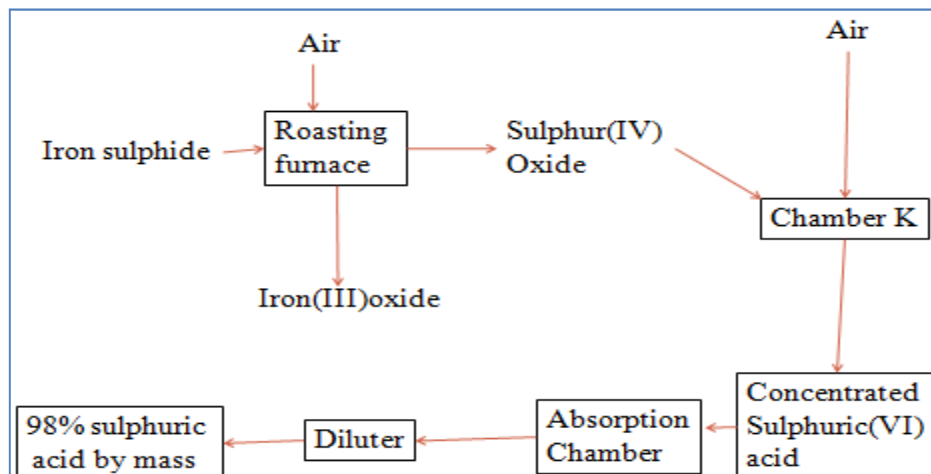 Air
Air
Iron sulphide
Roasting
furnace
Sulphur(IV)
Oxide
Chamber K
Iron(III)oxide
98% sulphuric
acid by mass
Diluter
Absorption
Chamber
Concentrated
Sulphuric(VI)
acid